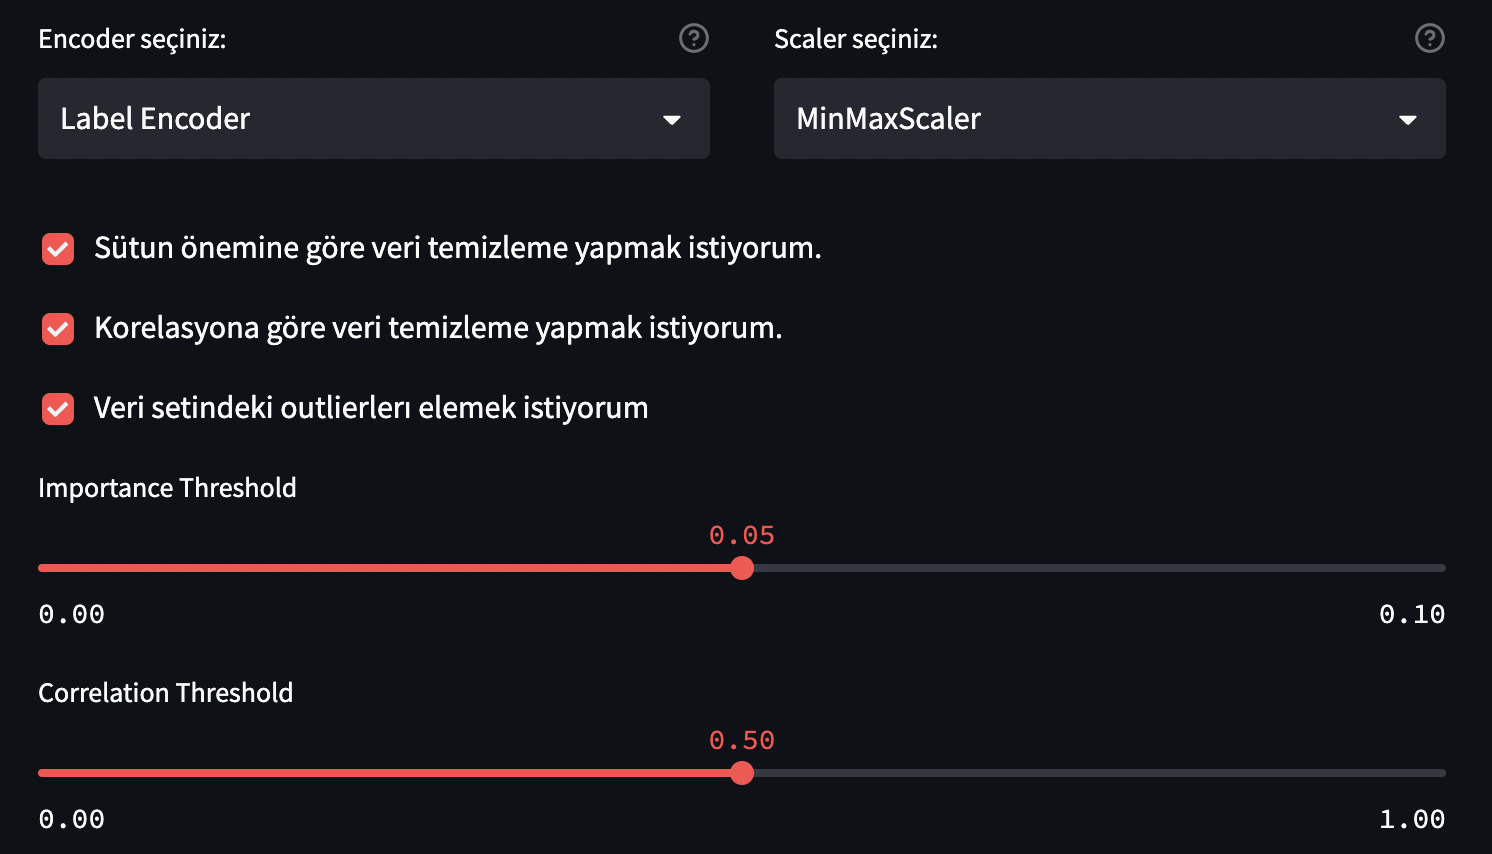 Encoder seçiniz:
Scaler seçiniz:
Label Encoder
MinMaxScaler
Sütun önemine göre veri temizleme yapmak istiyorum.
Korelasyona göre veri temizleme yapmak istiyorum.
Veri setindeki outlierlerı elemek istiyorum
Importance Threshold
0.05
0.00
0.10
Correlation Threshold
0.50
0.00
1.00